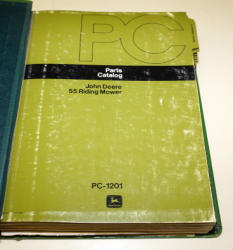 PC
Parts
Catalog
John Deere
55 Riding Mower
PC-1201